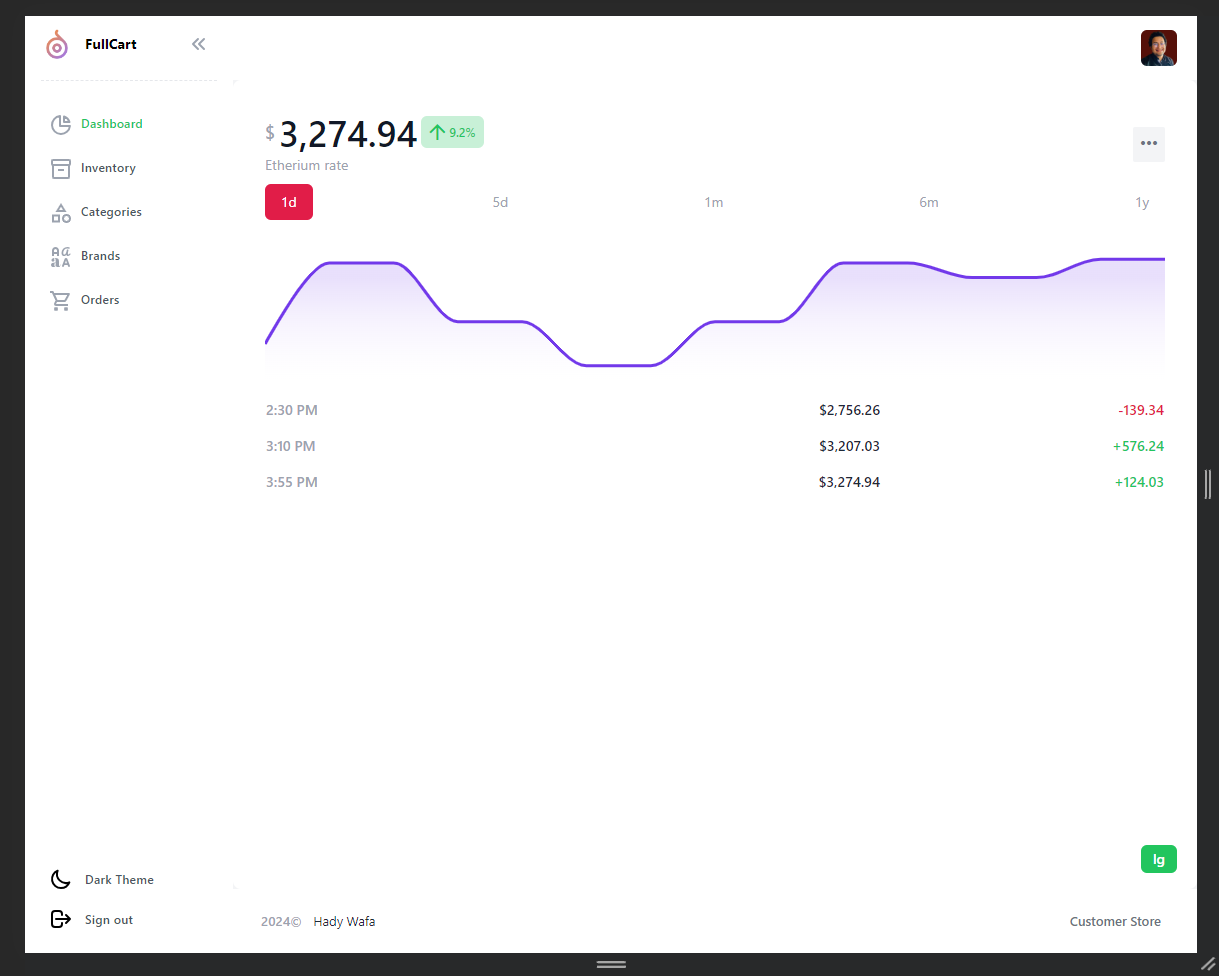 FullCart
Dashboard
Inventory
Categories
Brands
Orders
$ 3,274.94 9.2%
Etherium rate
1d 5d 1m 6m 1y
2:30 PM $2,756.26 -139.34
3:10 PM $3,207.03 +576.24
3:55 PM $3,274.94 +124.03
lg
Dark Theme
Sign out
2024© Hady Wafa Customer Store